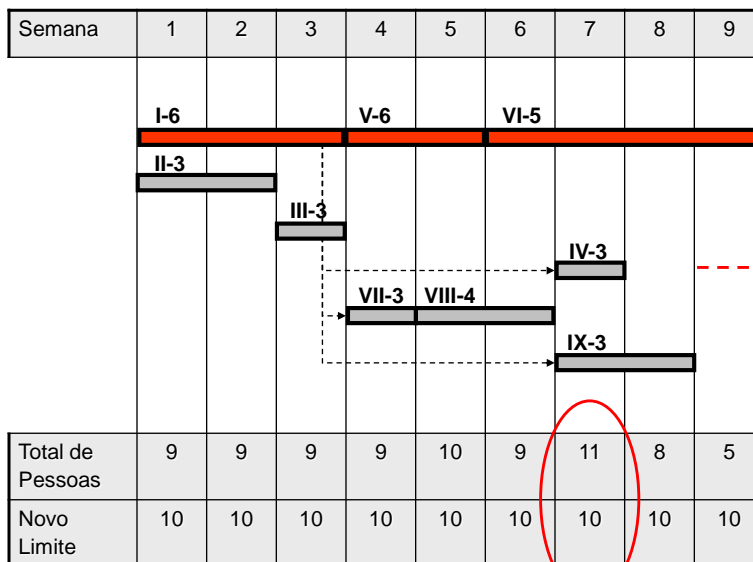 Semana 1 2 3 4 5 6 7 8 9
I-6 V-6 VI-5
II-3
III-3
IV-3
VII-3 VIII-4
IX-3
Total de 9 9 9 9 10 9 11 8 5
Pessoas
Novo 10 10 10 10 10 10 10 10 10
Limite